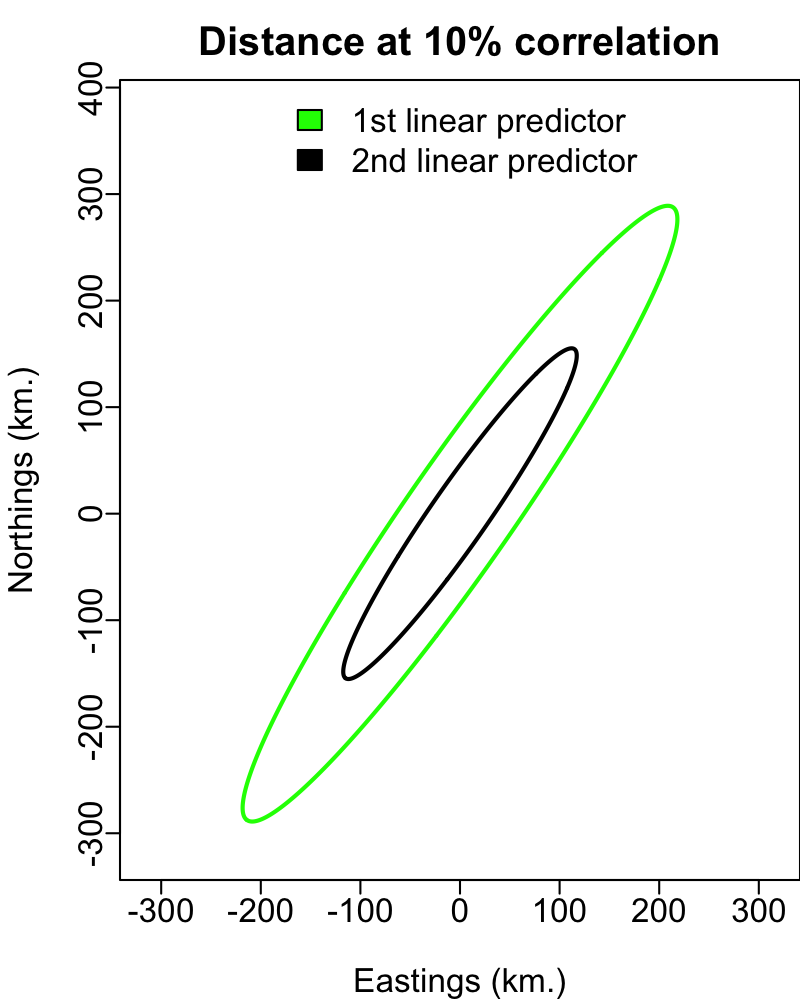 Distance at 10% correlation
1st linear predictor
2nd linear predictor
Northings (km.)
400
300
200
100
0
-100
-200
-300
-300 -200 -100 0 100 200 300
Eastings (km.)